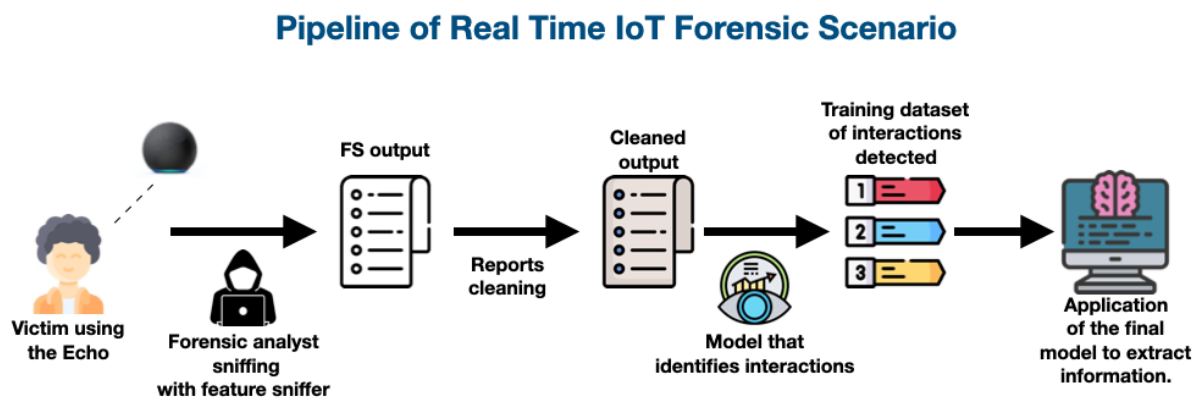 Pipeline of Real Time IoT Forensic Scenario
Victim using
the Echo
Forensic analyst
sniffing
with feature sniffer
FS output
Reports
cleaning
Cleaned
output
Model that
identifies interactions
Training dataset
of interactions
detected
1
2
3
Application
of the final
model to extract
information.